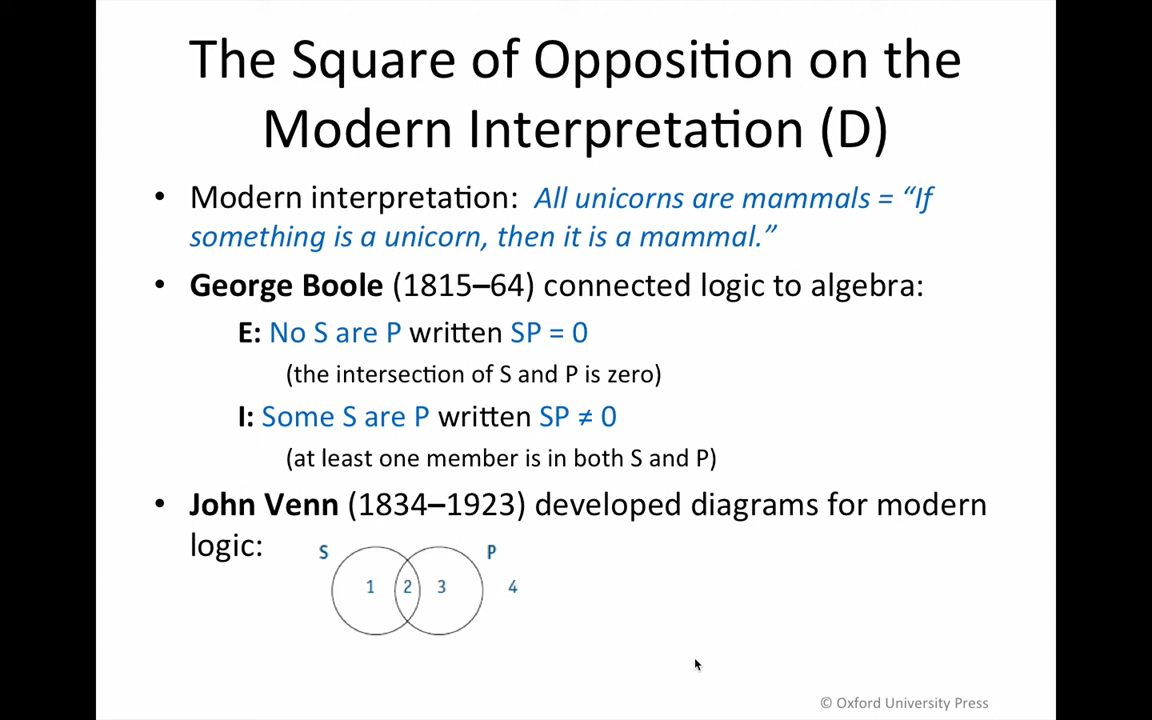 The Square of Opposition on the
Modern Interpretation (D)
• Modern interpretation: All unicorns are mammals = “If
something is a unicorn, then it is a mammal.”
• George Boole (1815–64) connected logic to algebra:
E: No S are P written SP = 0
(the intersection of S and P is zero)
I: Some S are P written SP ≠ 0
(at least one member is in both S and P)
• John Venn (1834–1923) developed diagrams for modern
logic:
S P
1 2 3 4
© Oxford University Press